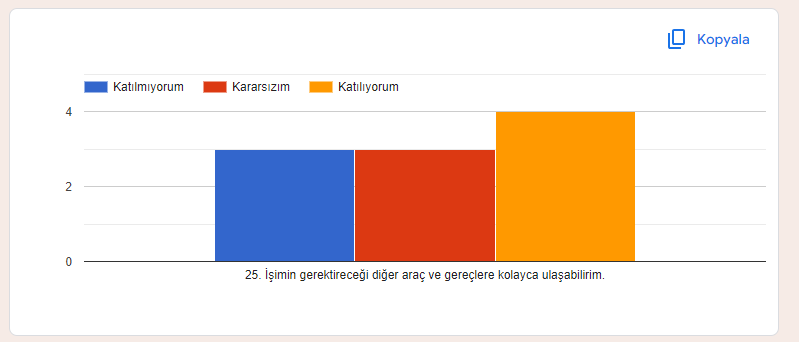 Kopyala
Katılmıyorum Kararsızım Katılıyorum
4
2
0
25. İşimin gerektireceği diğer araç ve gereçlere kolayca ulaşabilirim.